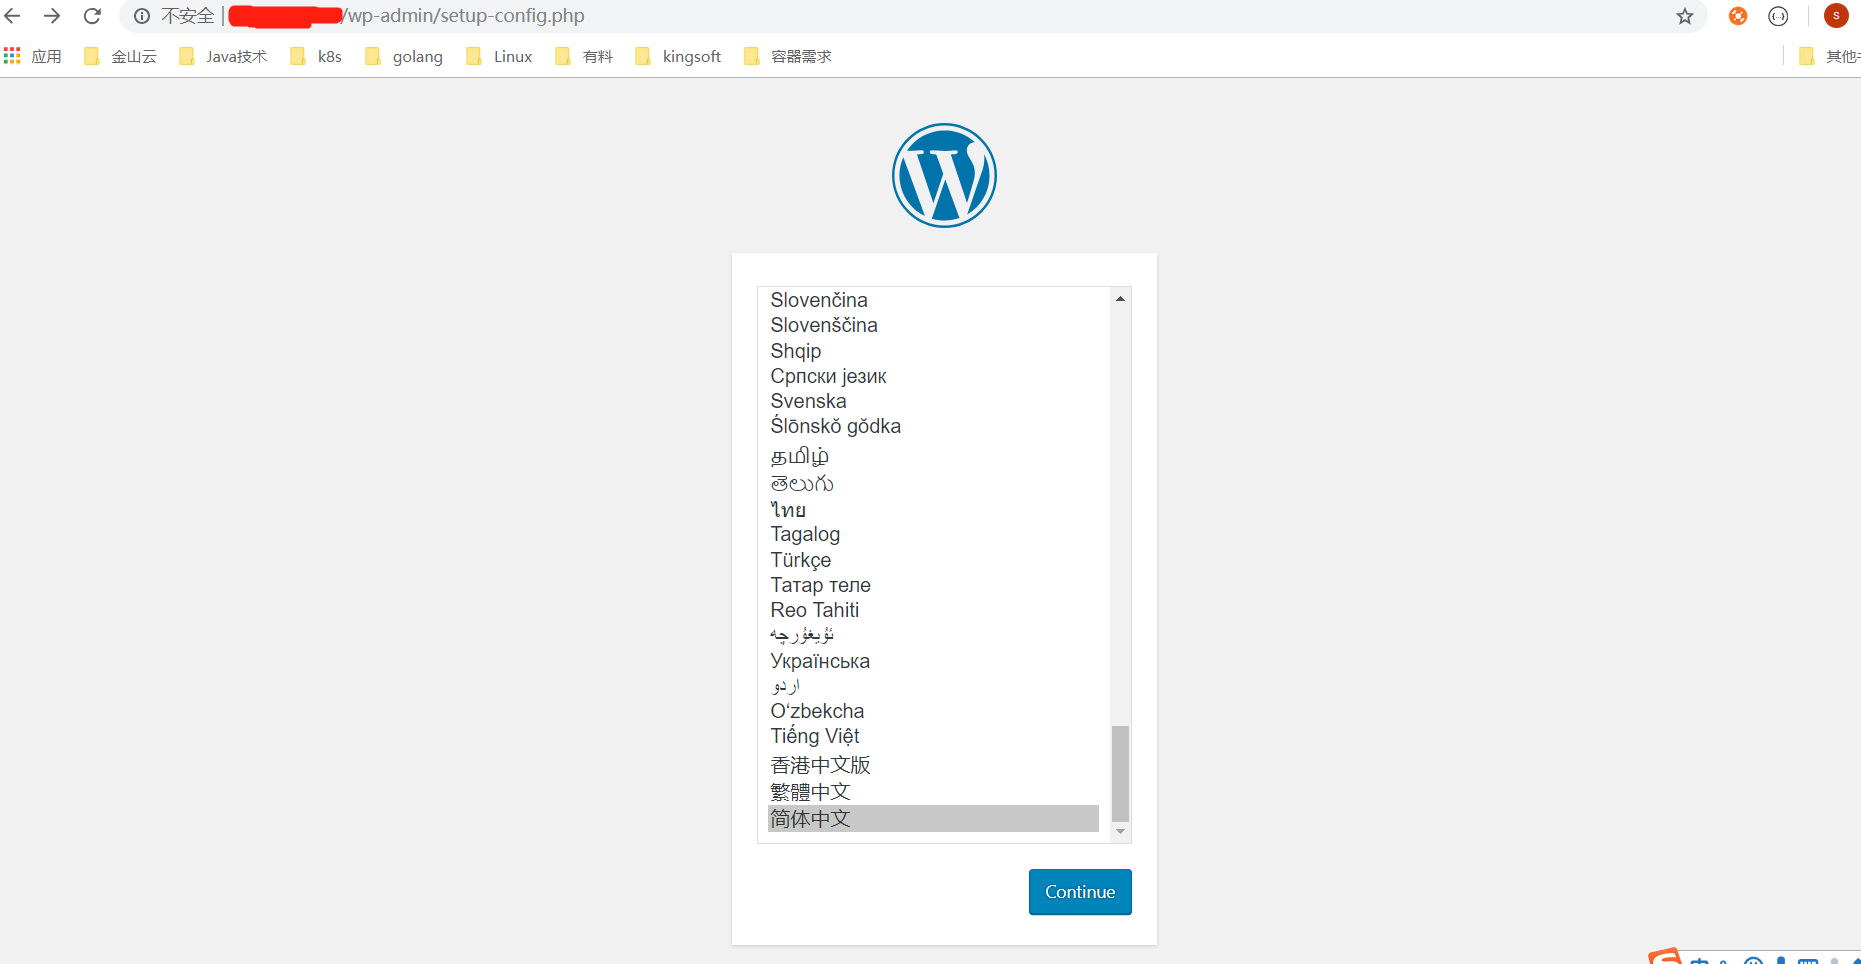 不安全 | /wp-admin/setup-config.php
应用 金山云 Java技术 k8s golang Linux 有料 kingsoft 容器需求 其他
S
Slovenčina
Slovenščina
Shqip
Српски језик
Svenska
Ślōnskŏ gŏdka
தமிழ்
తెలుగు
ไทย
Tagalog
Türkçe
Татар теле
Reo Tahiti
ئۇيغۇرچە
Українська
اردو
O‘zbekcha
Tiếng Việt
香港中文版
繁體中文
简体中文
Continue